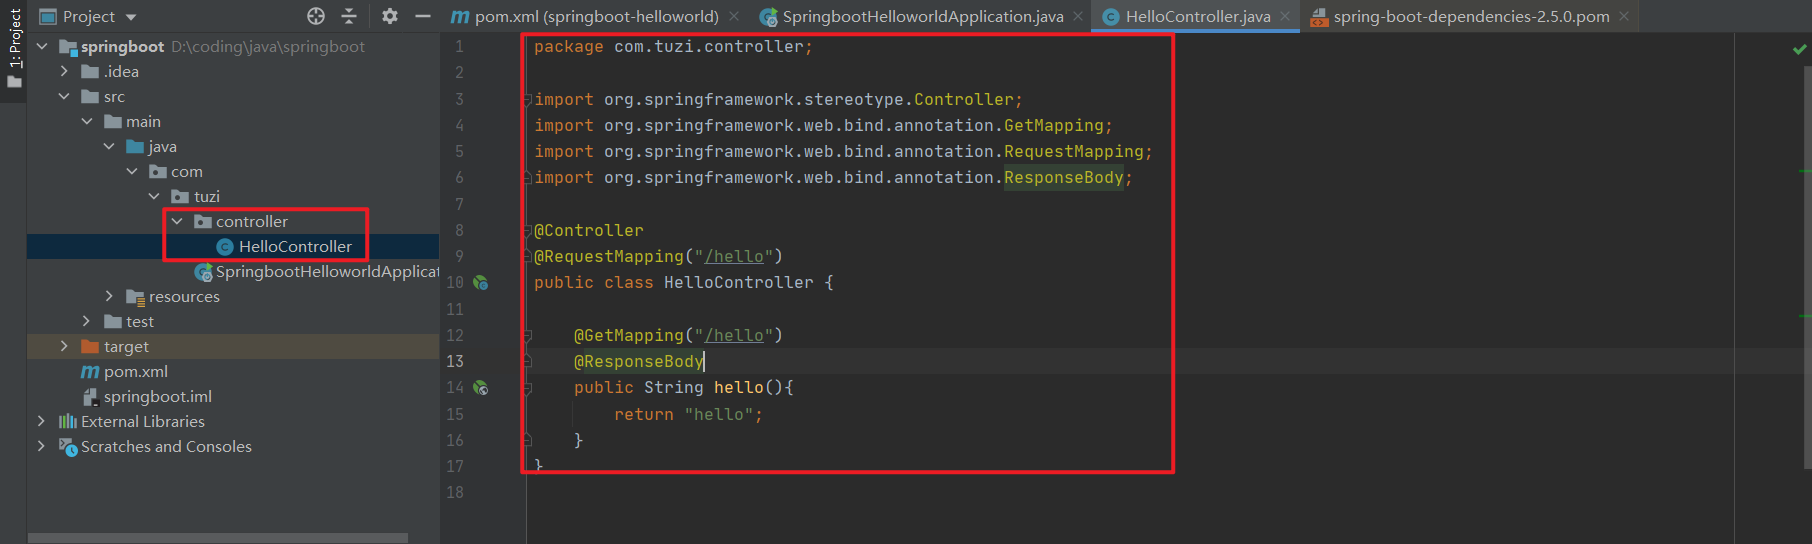 1: Project
Project
springboot D:\coding\java\springboot
.idea
src
main
java
com
tuzi
controller
HelloController
SpringbootHelloworldApplicat
resources
test
target
pom.xml
springboot.iml
External Libraries
Scratches and Consoles
pom.xml (springboot-helloworld)
SpringbootHelloworldApplication.java
HelloController.java
spring-boot-dependencies-2.5.0.pom
1 package com.tuzi.controller;
2
3 import org.springframework.stereotype.Controller;
4 import org.springframework.web.bind.annotation.GetMapping;
5 import org.springframework.web.bind.annotation.RequestMapping;
6 import org.springframework.web.bind.annotation.ResponseBody;
7
8 @Controller
9 @RequestMapping("/hello")
10 public class HelloController {
11
12 @GetMapping("/hello")
13 @ResponseBody
14 public String hello(){
15 return "hello";
16 }
17 }
18